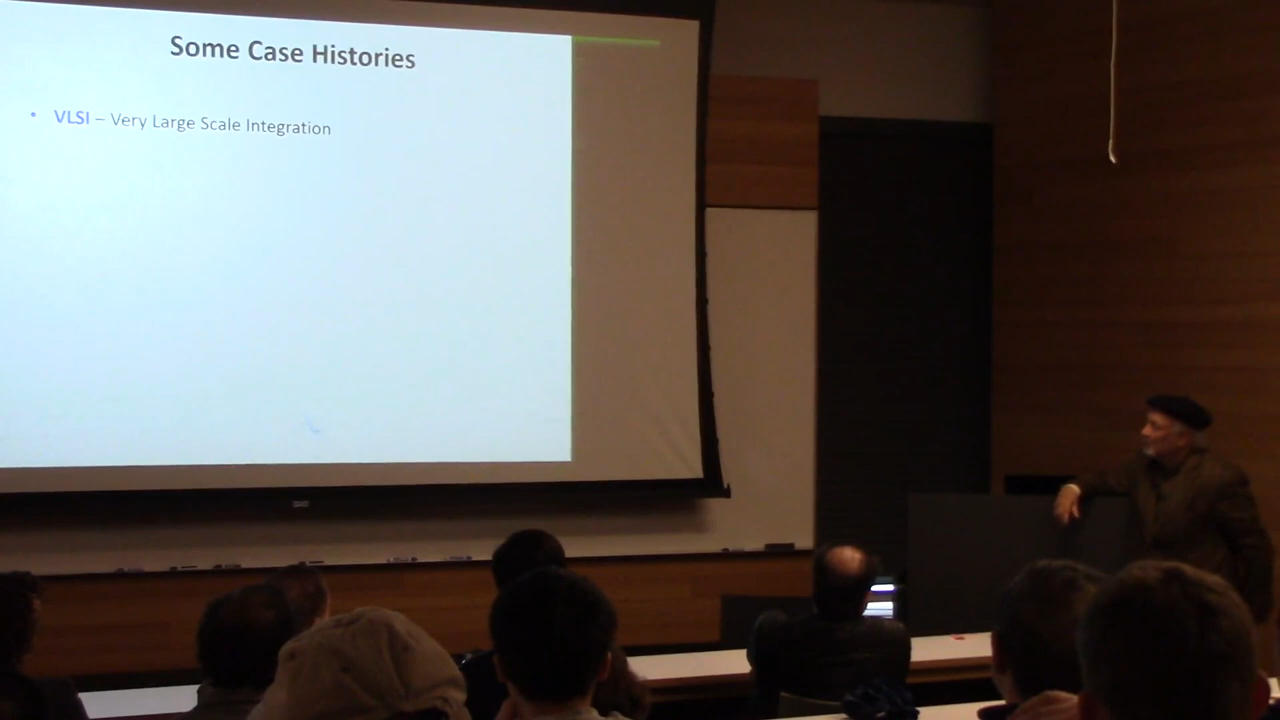 Some Case Histories
• VLSI – Very Large Scale Integration